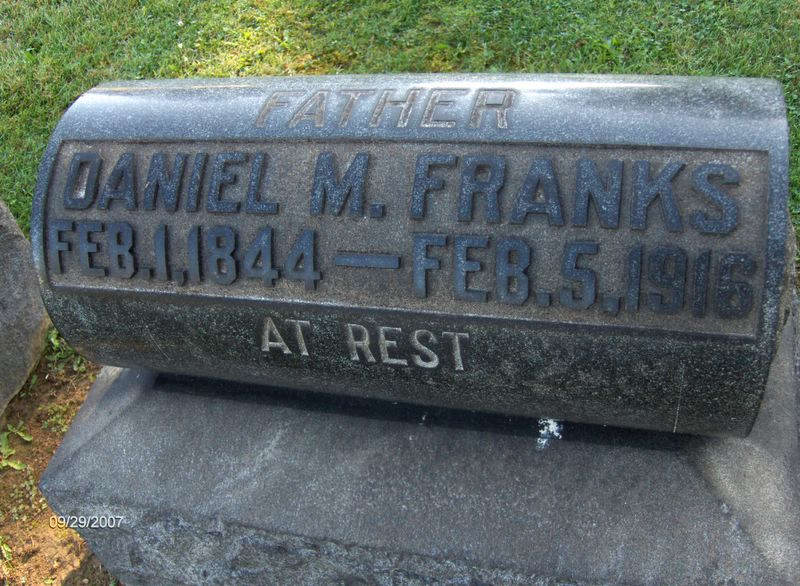 FATHER
DANIEL M. FRANKS
FEB. 1, 1844 — FEB. 5, 1916
AT REST
09/29/2007